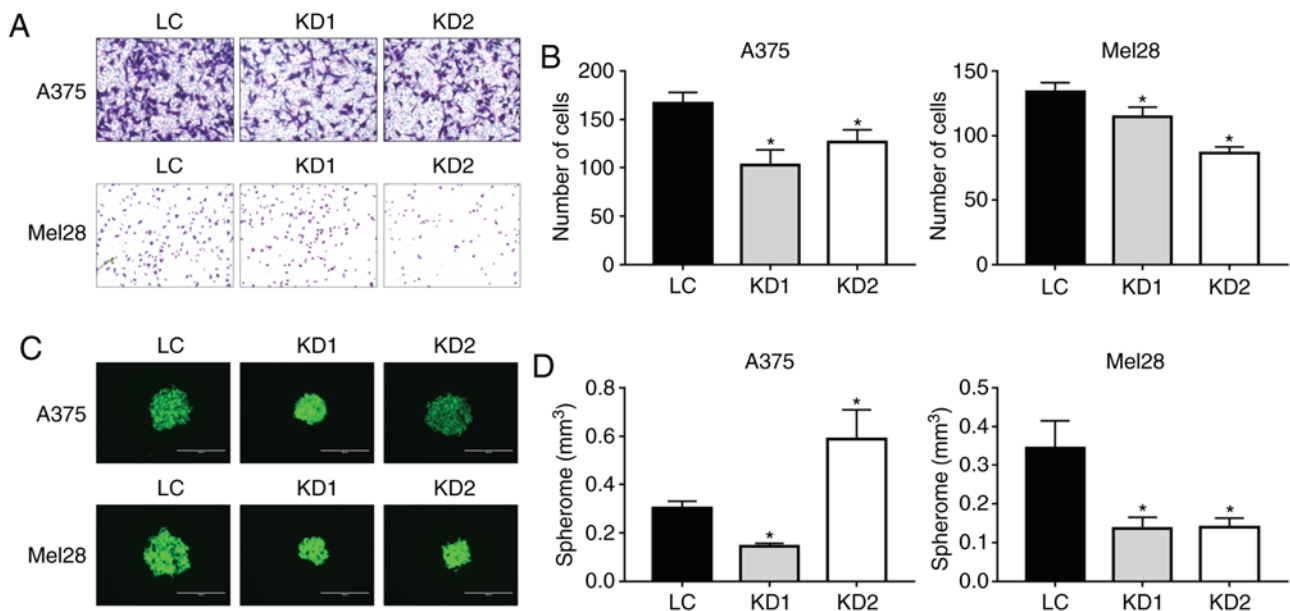 A
LC KD1 KD2
A375
LC KD1 KD2
Mel28
B
A375
Number of cells
200
150
100
50
0
*
*
LC KD1 KD2
Mel28
Number of cells
150
100
50
0
*
*
LC KD1 KD2
C
LC KD1 KD2
A375
LC KD1 KD2
Mel28
D
A375
Spherome (mm³)
0.8
0.6
0.4
0.2
0.0
*
*
LC KD1 KD2
Mel28
Spherome (mm³)
0.5
0.4
0.3
0.2
0.1
0.0
*
*
LC KD1 KD2